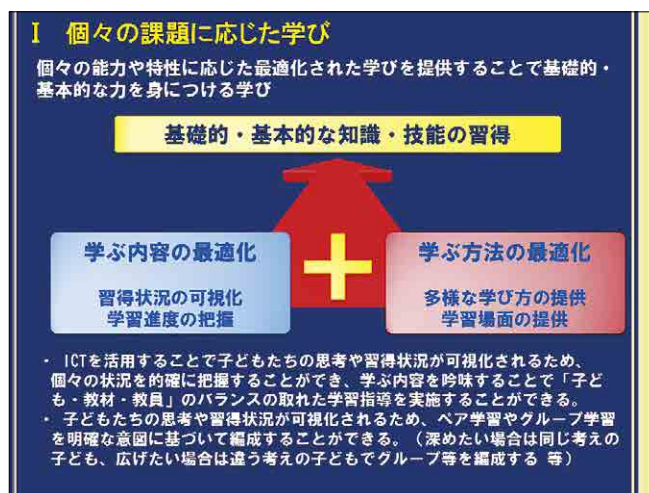 Ⅰ 個々の課題に応じた学び
個々の能力や特性に応じた最適化された学びを提供することで基礎的・
基本的な力を身につける学び
基礎的・基本的な知識・技能の習得
学ぶ内容の最適化
習得状況の可視化
学習進度の把握
+
学ぶ方法の最適化
多様な学び方の提供
学習場面の提供
・ ICTを活用することで子どもたちの思考や習得状況が可視化されるため、
個々の状況を的確に把握することができ、学ぶ内容を吟味することで「子ど
も・教材・教員」のバランスの取れた学習指導を実施することができる。
・ 子どもたちの思考や習得状況が可視化されるため、ペア学習やグループ学習
を明確な意図に基づいて編成することができる。（深めたい場合は同じ考えの
子ども、広げたい場合は違う考えの子どもでグループ等を編成する 等）